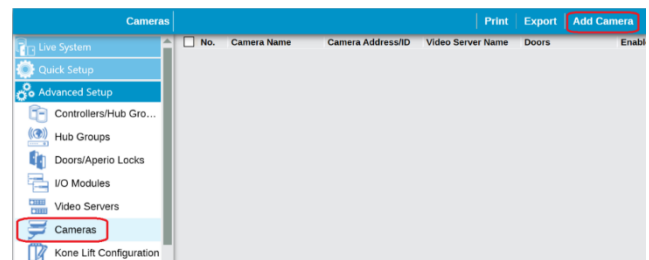 Cameras Print Export Add Camera
Live System
No. Camera Name Camera Address/ID Video Server Name Doors
Quick Setup
Advanced Setup
Controllers/Hub Gro...
Hub Groups
Doors/Aperio Locks
I/O Modules
Video Servers
Cameras
Kone Lift Configuration